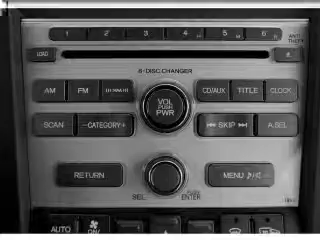 1 2 3 4 5 6
ANTI
THEFT
LOAD
6-DISC CHANGER
AM FM CD/AUX TITLE CLOCK
VOL
PUSH
PWR
SCAN −CATEGORY+ |◀◀ SKIP ▶▶| A.SEL
RETURN MENU
SEL PUSH
ENTER
AUTO